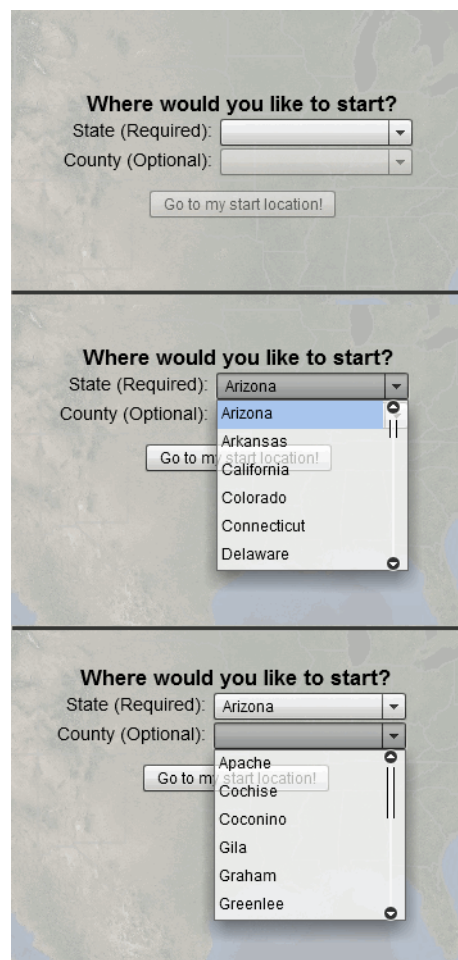 Where would you like to start?
State (Required):
County (Optional):
Go to my start location!
Where would you like to start?
State (Required): Arizona
County (Optional): Arizona
Arkansas
Go to my start location!
California
Colorado
Connecticut
Delaware
Where would you like to start?
State (Required): Arizona
County (Optional):
Apache
Go to my start location!
Cochise
Coconino
Gila
Graham
Greenlee